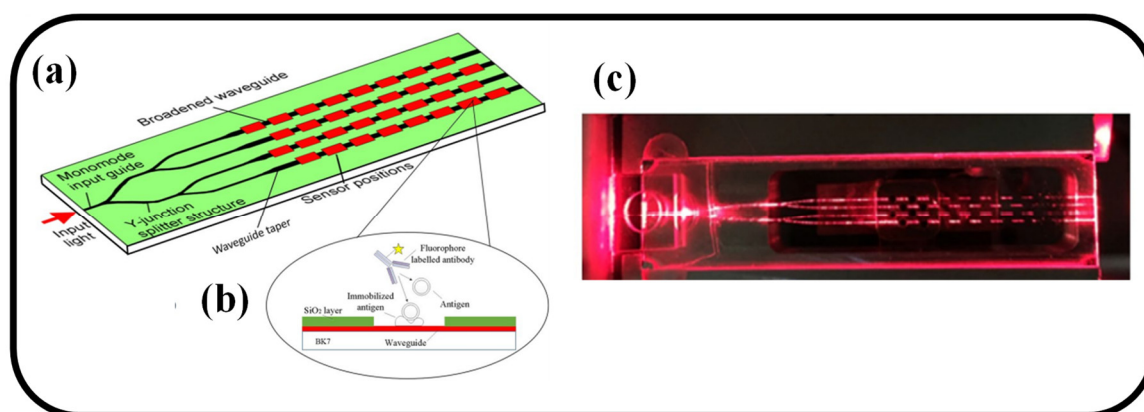 (a)
Broadened waveguide
Monomode
input guide
Y-junction
splitter structure
Waveguide taper
Sensor positions
Input
light
(b)
Fluorophore
labelled antibody
Immobilized
antigen
Antigen
SiO₂ layer
Waveguide
BK7
(c)